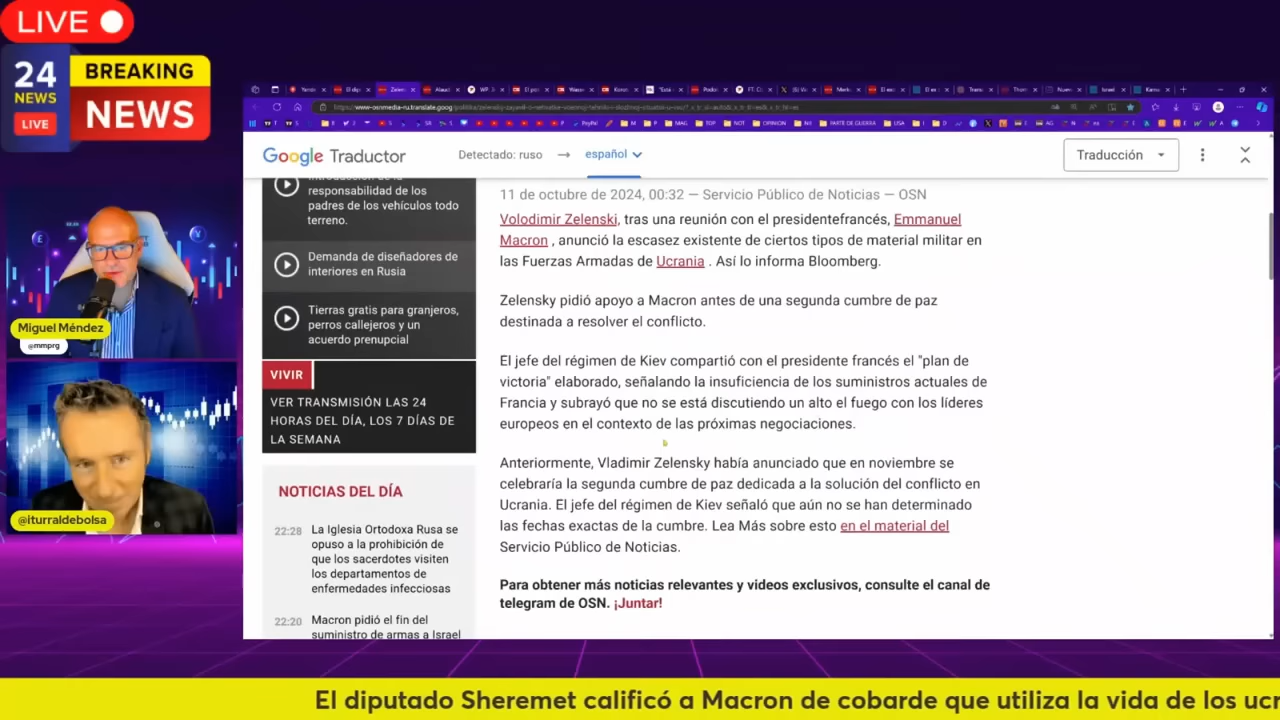 LIVE
24
NEWS
LIVE
BREAKING
NEWS
Google Traductor
Detectado: ruso
español
Traducción
introducción de la
responsabilidad de los
padres de los vehículos todo
terreno.
Demanda de diseñadores de
interiores en Rusia
Tierras gratis para granjeros,
perros callejeros y un
acuerdo prenupcial
VIVIR
VER TRANSMISIÓN LAS 24
HORAS DEL DÍA, LOS 7 DÍAS DE
LA SEMANA
NOTICIAS DEL DÍA
22:28
La Iglesia Ortodoxa Rusa se
opuso a la prohibición de
que los sacerdotes visiten
los departamentos de
enfermedades infecciosas
22:20
Macron pidió el fin del
suministro de armas a Israel
11 de octubre de 2024, 00:32 — Servicio Público de Noticias — OSN
Volodimir Zelenski, tras una reunión con el presidentefrancés, Emmanuel
Macron , anunció la escasez existente de ciertos tipos de material militar en
las Fuerzas Armadas de Ucrania . Así lo informa Bloomberg.
Zelensky pidió apoyo a Macron antes de una segunda cumbre de paz
destinada a resolver el conflicto.
El jefe del régimen de Kiev compartió con el presidente francés el "plan de
victoria" elaborado, señalando la insuficiencia de los suministros actuales de
Francia y subrayó que no se está discutiendo un alto el fuego con los líderes
europeos en el contexto de las próximas negociaciones.
Anteriormente, Vladimir Zelensky había anunciado que en noviembre se
celebraría la segunda cumbre de paz dedicada a la solución del conflicto en
Ucrania. El jefe del régimen de Kiev señaló que aún no se han determinado
las fechas exactas de la cumbre. Lea Más sobre esto en el material del
Servicio Público de Noticias.
Para obtener más noticias relevantes y videos exclusivos, consulte el canal de
telegram de OSN. ¡Juntar!
Miguel Méndez
@mmprg
@iturraldebolsa
El diputado Sheremet calificó a Macron de cobarde que utiliza la vida de los ucr